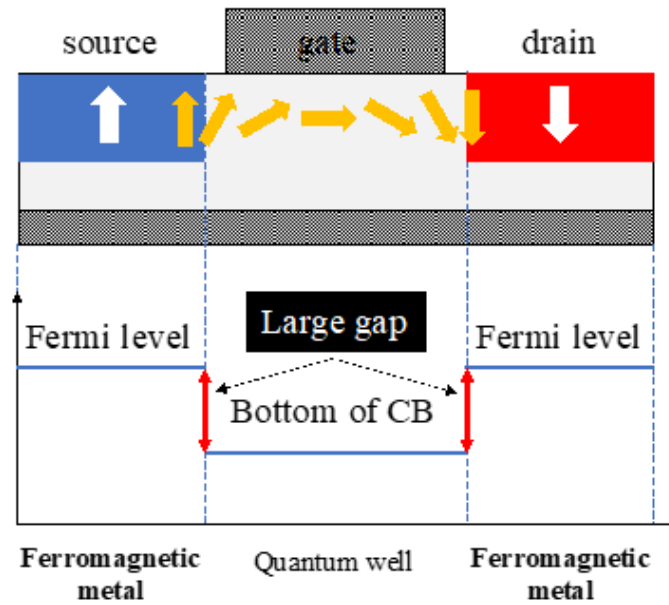 source gate drain
Large gap
Fermi level Fermi level
Bottom of CB
Ferromagnetic Quantum well Ferromagnetic
metal metal